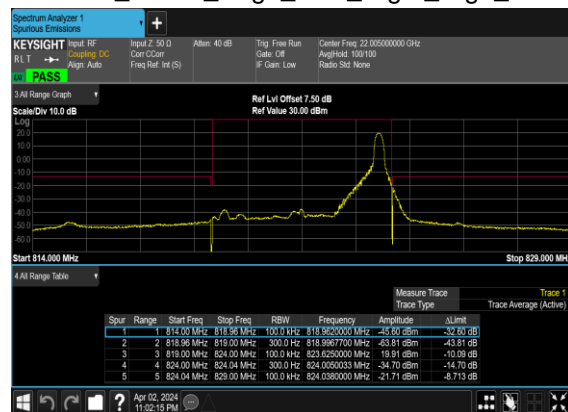 Spectrum Analyzer 1
Spurious Emissions
KEYSIGHT Input: RF Input Z: 50 Ω Atten: 40 dB Trig: Free Run Center Freq: 22.005000000 GHz
RLT Coupling: DC Corr CCorr Gate: Off Avg|Hold: 100/100
Align: Auto Freq Ref: Int (S) IF Gain: Low Radio Std: None
PASS
3 All Range Graph
Ref Lvl Offset 7.50 dB
Scale/Div 10.0 dB Ref Value 30.00 dBm
Log
20.0
10.0
0.00
-10.0
-20.0
-30.0
-40.0
-50.0
-60.0
Start 814.000 MHz Stop 829.000 MH
4 All Range Table
Measure Trace Trace 1
Trace Type Trace Average (Active)
Spur Range Start Freq Stop Freq RBW Frequency Amplitude ΔLimit
1 1 814.00 MHz 818.96 MHz 100.0 kHz 818.9620000 MHz -45.60 dBm -32.60 dB
2 2 818.96 MHz 819.00 MHz 300.0 Hz 818.9967700 MHz -63.81 dBm -43.81 dB
3 3 819.00 MHz 824.00 MHz 100.0 kHz 823.6250000 MHz 19.91 dBm -10.09 dB
4 4 824.00 MHz 824.04 MHz 300.0 Hz 824.0050033 MHz -34.70 dBm -14.70 dB
5 5 824.04 MHz 829.00 MHz 100.0 kHz 824.0380000 MHz -21.71 dBm -8.713 dB
? Apr 02, 2024
11:02:15 PM